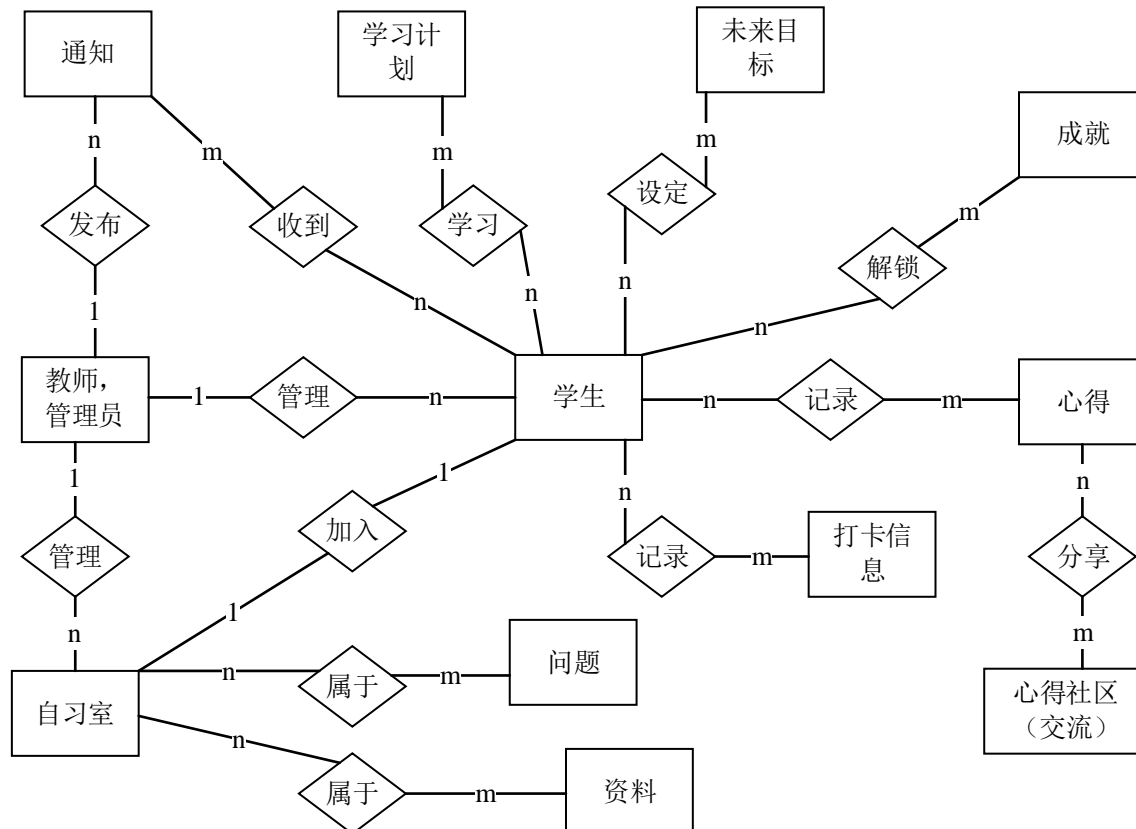 通知
学习计
划
未来目
标
成就
n
m
m
m
m
发布
收到
学习
设定
解锁
1
n
n
n
n
教师，
管理员
1
管理
n
学生
n
记录
m
心得
1
1
n
n
管理
加入
记录
m
打卡信
息
分享
n
1
m
自习室
n
属于
m
问题
心得社区
（交流）
n
属于
m
资料